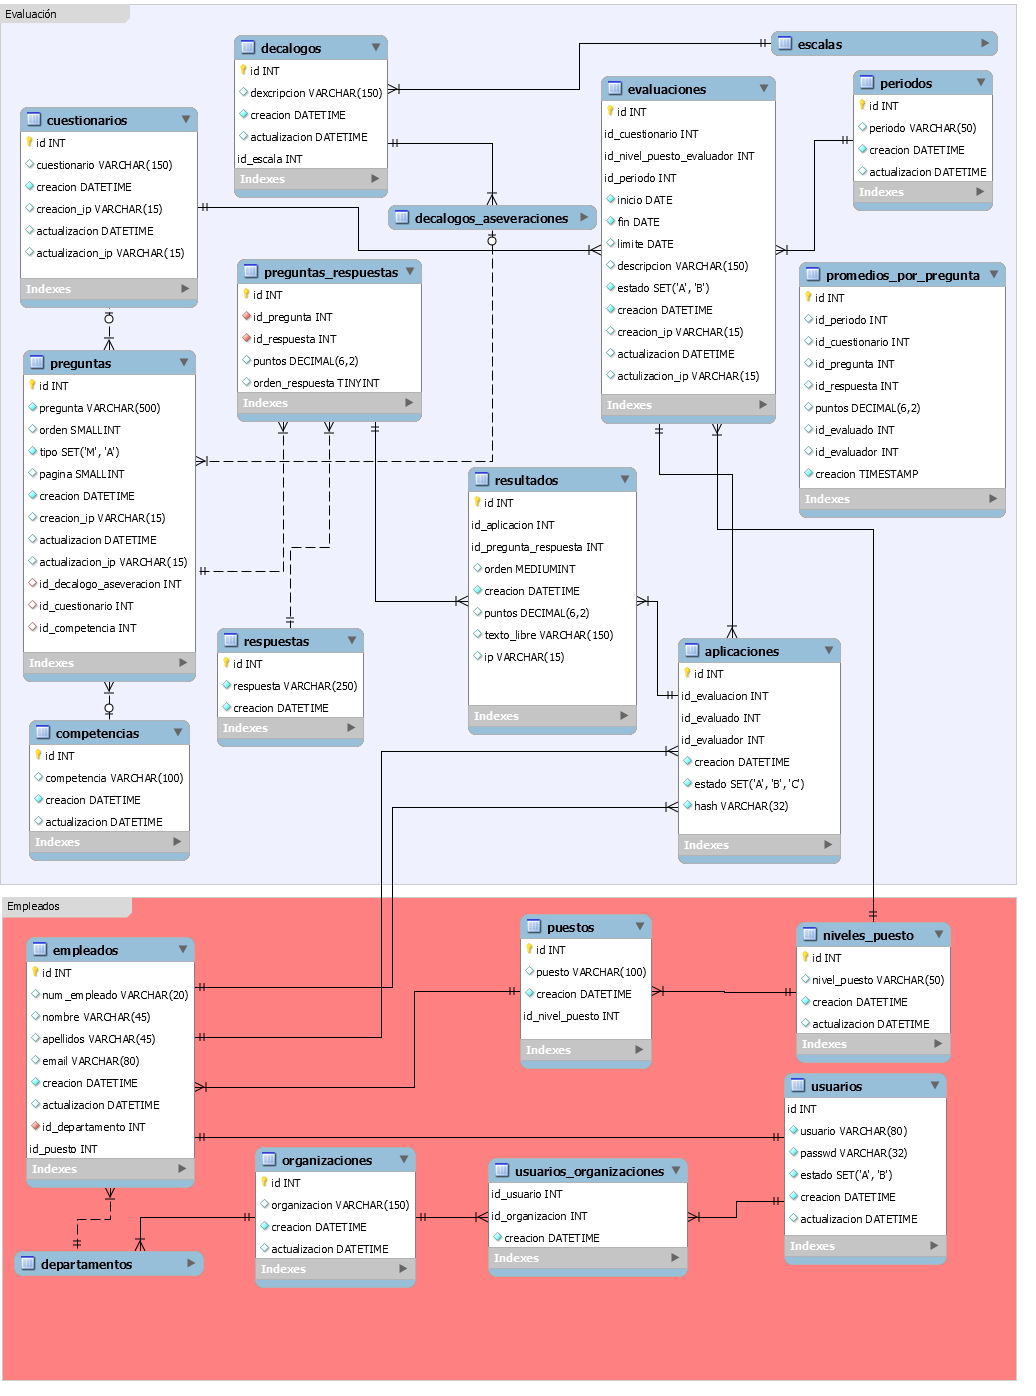 Evaluación
decalogos
id INT
dexcripcion VARCHAR(150)
creacion DATETIME
actualizacion DATETIME
id_escala INT
Indexes
escalas
cuestionarios
id INT
cuestionario VARCHAR(150)
creacion DATETIME
creacion_ip VARCHAR(15)
actualizacion DATETIME
actualizacion_ip VARCHAR(15)
Indexes
evaluaciones
id INT
id_cuestionario INT
id_nivel_puesto_evaluador INT
id_periodo INT
inicio DATE
fin DATE
limite DATE
descripcion VARCHAR(150)
estado SET('A', 'B')
creacion DATETIME
creacion_ip VARCHAR(15)
actualizacion DATETIME
actulizacion_ip VARCHAR(15)
Indexes
periodos
id INT
periodo VARCHAR(50)
creacion DATETIME
actualizacion DATETIME
Indexes
decalogos_aseveraciones
preguntas_respuestas
id INT
id_pregunta INT
id_respuesta INT
puntos DECIMAL(6,2)
orden_respuesta TINYINT
Indexes
promedios_por_pregunta
id INT
id_periodo INT
id_cuestionario INT
id_pregunta INT
id_respuesta INT
puntos DECIMAL(6,2)
id_evaluado INT
id_evaluador INT
creacion TIMESTAMP
Indexes
preguntas
id INT
pregunta VARCHAR(500)
orden SMALLINT
tipo SET('M', 'A')
pagina SMALLINT
creacion DATETIME
creacion_ip VARCHAR(15)
actualizacion DATETIME
actualizacion_ip VARCHAR(15)
id_decalogo_aseveracion INT
id_cuestionario INT
id_competencia INT
Indexes
resultados
id INT
id_aplicacion INT
id_pregunta_respuesta INT
orden MEDIUMINT
creacion DATETIME
puntos DECIMAL(6,2)
texto_libre VARCHAR(150)
ip VARCHAR(15)
Indexes
respuestas
id INT
respuesta VARCHAR(250)
creacion DATETIME
Indexes
aplicaciones
id INT
id_evaluacion INT
id_evaluado INT
id_evaluador INT
creacion DATETIME
estado SET('A', 'B', 'C')
hash VARCHAR(32)
Indexes
competencias
id INT
competencia VARCHAR(100)
creacion DATETIME
actualizacion DATETIME
Indexes
Empleados
empleados
id INT
num_empleado VARCHAR(20)
nombre VARCHAR(45)
apellidos VARCHAR(45)
email VARCHAR(80)
creacion DATETIME
actualizacion DATETIME
id_departamento INT
id_puesto INT
Indexes
puestos
id INT
puesto VARCHAR(100)
creacion DATETIME
id_nivel_puesto INT
Indexes
niveles_puesto
id INT
nivel_puesto VARCHAR(50)
creacion DATETIME
actualizacion DATETIME
Indexes
usuarios
id INT
usuario VARCHAR(80)
passwd VARCHAR(32)
estado SET('A', 'B')
creacion DATETIME
actualizacion DATETIME
Indexes
organizaciones
id INT
organizacion VARCHAR(150)
creacion DATETIME
actualizacion DATETIME
Indexes
usuarios_organizaciones
id_usuario INT
id_organizacion INT
creacion DATETIME
Indexes
departamentos